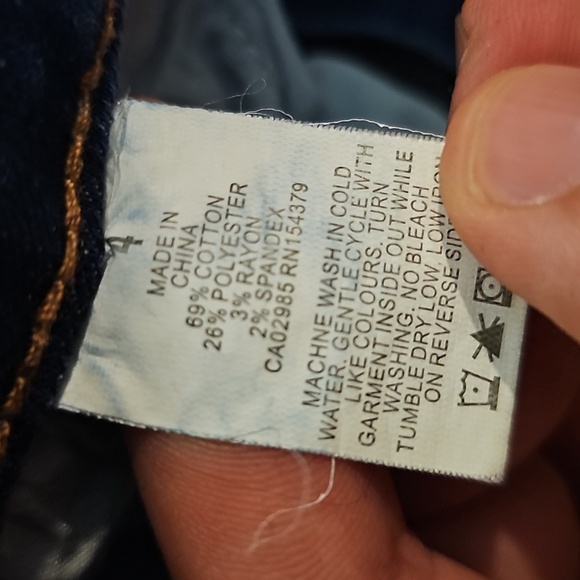 4
MADE IN
CHINA
69% COTTON
26% POLYESTER
3% RAYON
2% SPANDEX
CA02985 RN154379
MACHNE WASH IN COLD
WATER, GENTLE CYCLE WITH
LIKE COLOURS, TURN
GARMENT INSIDE OUT WHILE
WASHING, NO BLEACH
TUMBLE DRY LOW, LOW IRON
ON REVERSE SIDE